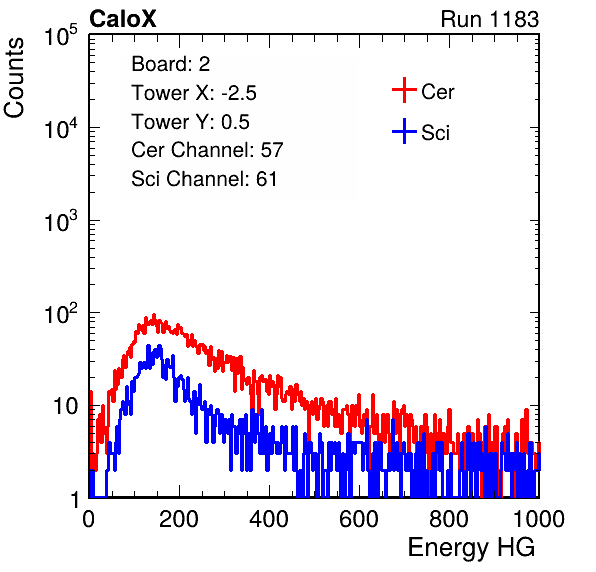 CaloX Run 1183
Counts
Board: 2
Tower X: -2.5
Tower Y: 0.5
Cer Channel: 57
Sci Channel: 61
Cer
Sci
10^5
10^4
10^3
10^2
10
1
0 200 400 600 800 1000
Energy HG